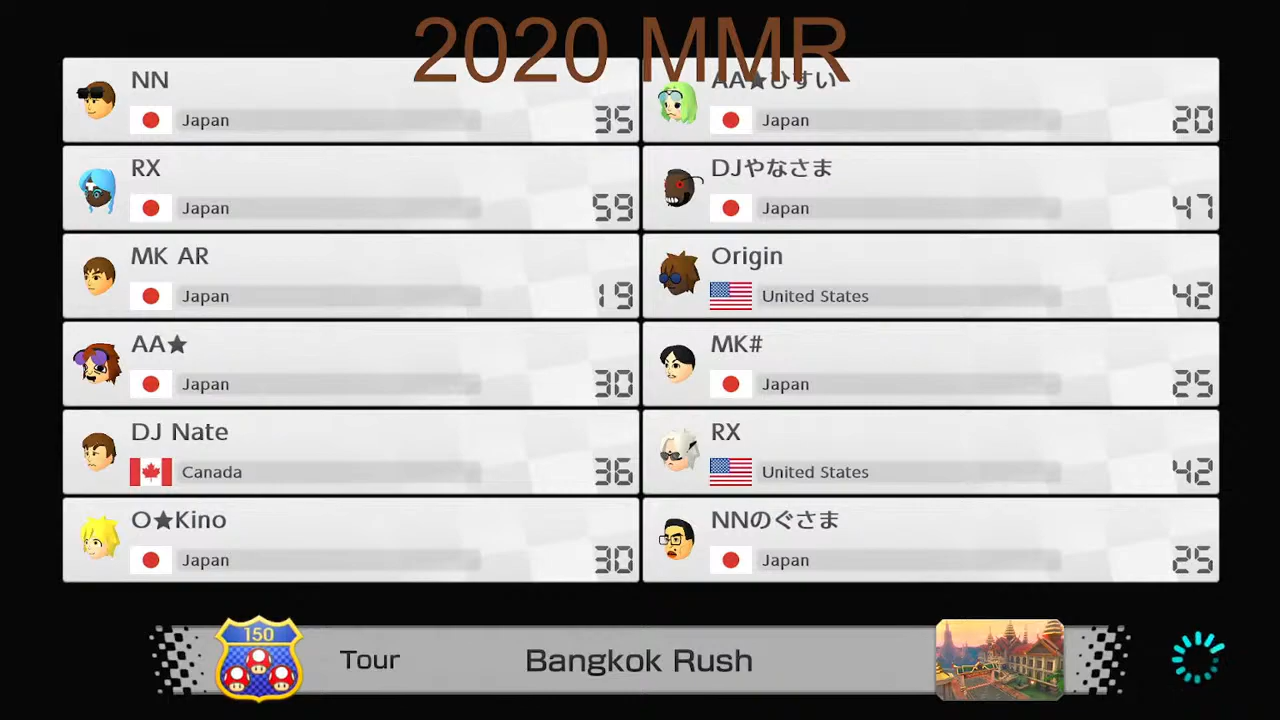 2020 MMR
NN
Japan
35
AA★ひすい
Japan
20
RX
Japan
59
DJやなさま
Japan
47
MK AR
Japan
19
Origin
United States
42
AA★
Japan
30
MK#
Japan
25
DJ Nate
Canada
36
RX
United States
42
O★Kino
Japan
30
NNのぐさま
Japan
25
150
Tour
Bangkok Rush